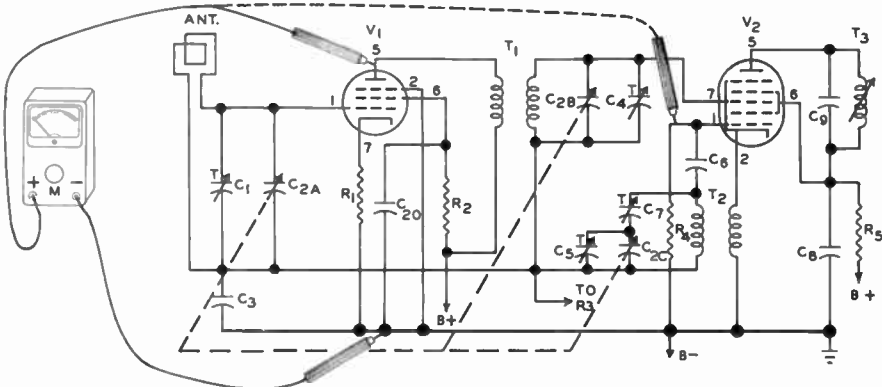 ANT.
V1
5
2
6
1
7
T1
C2B
T
C4
V2
5
7
6
1
2
T3
C9
C6
T
C1
C2A
R1
C20
R2
T
C7
T2
T
C5
C2C
R4
C8
R5
+ M −
C3
B+
TO
R3
B+
B−